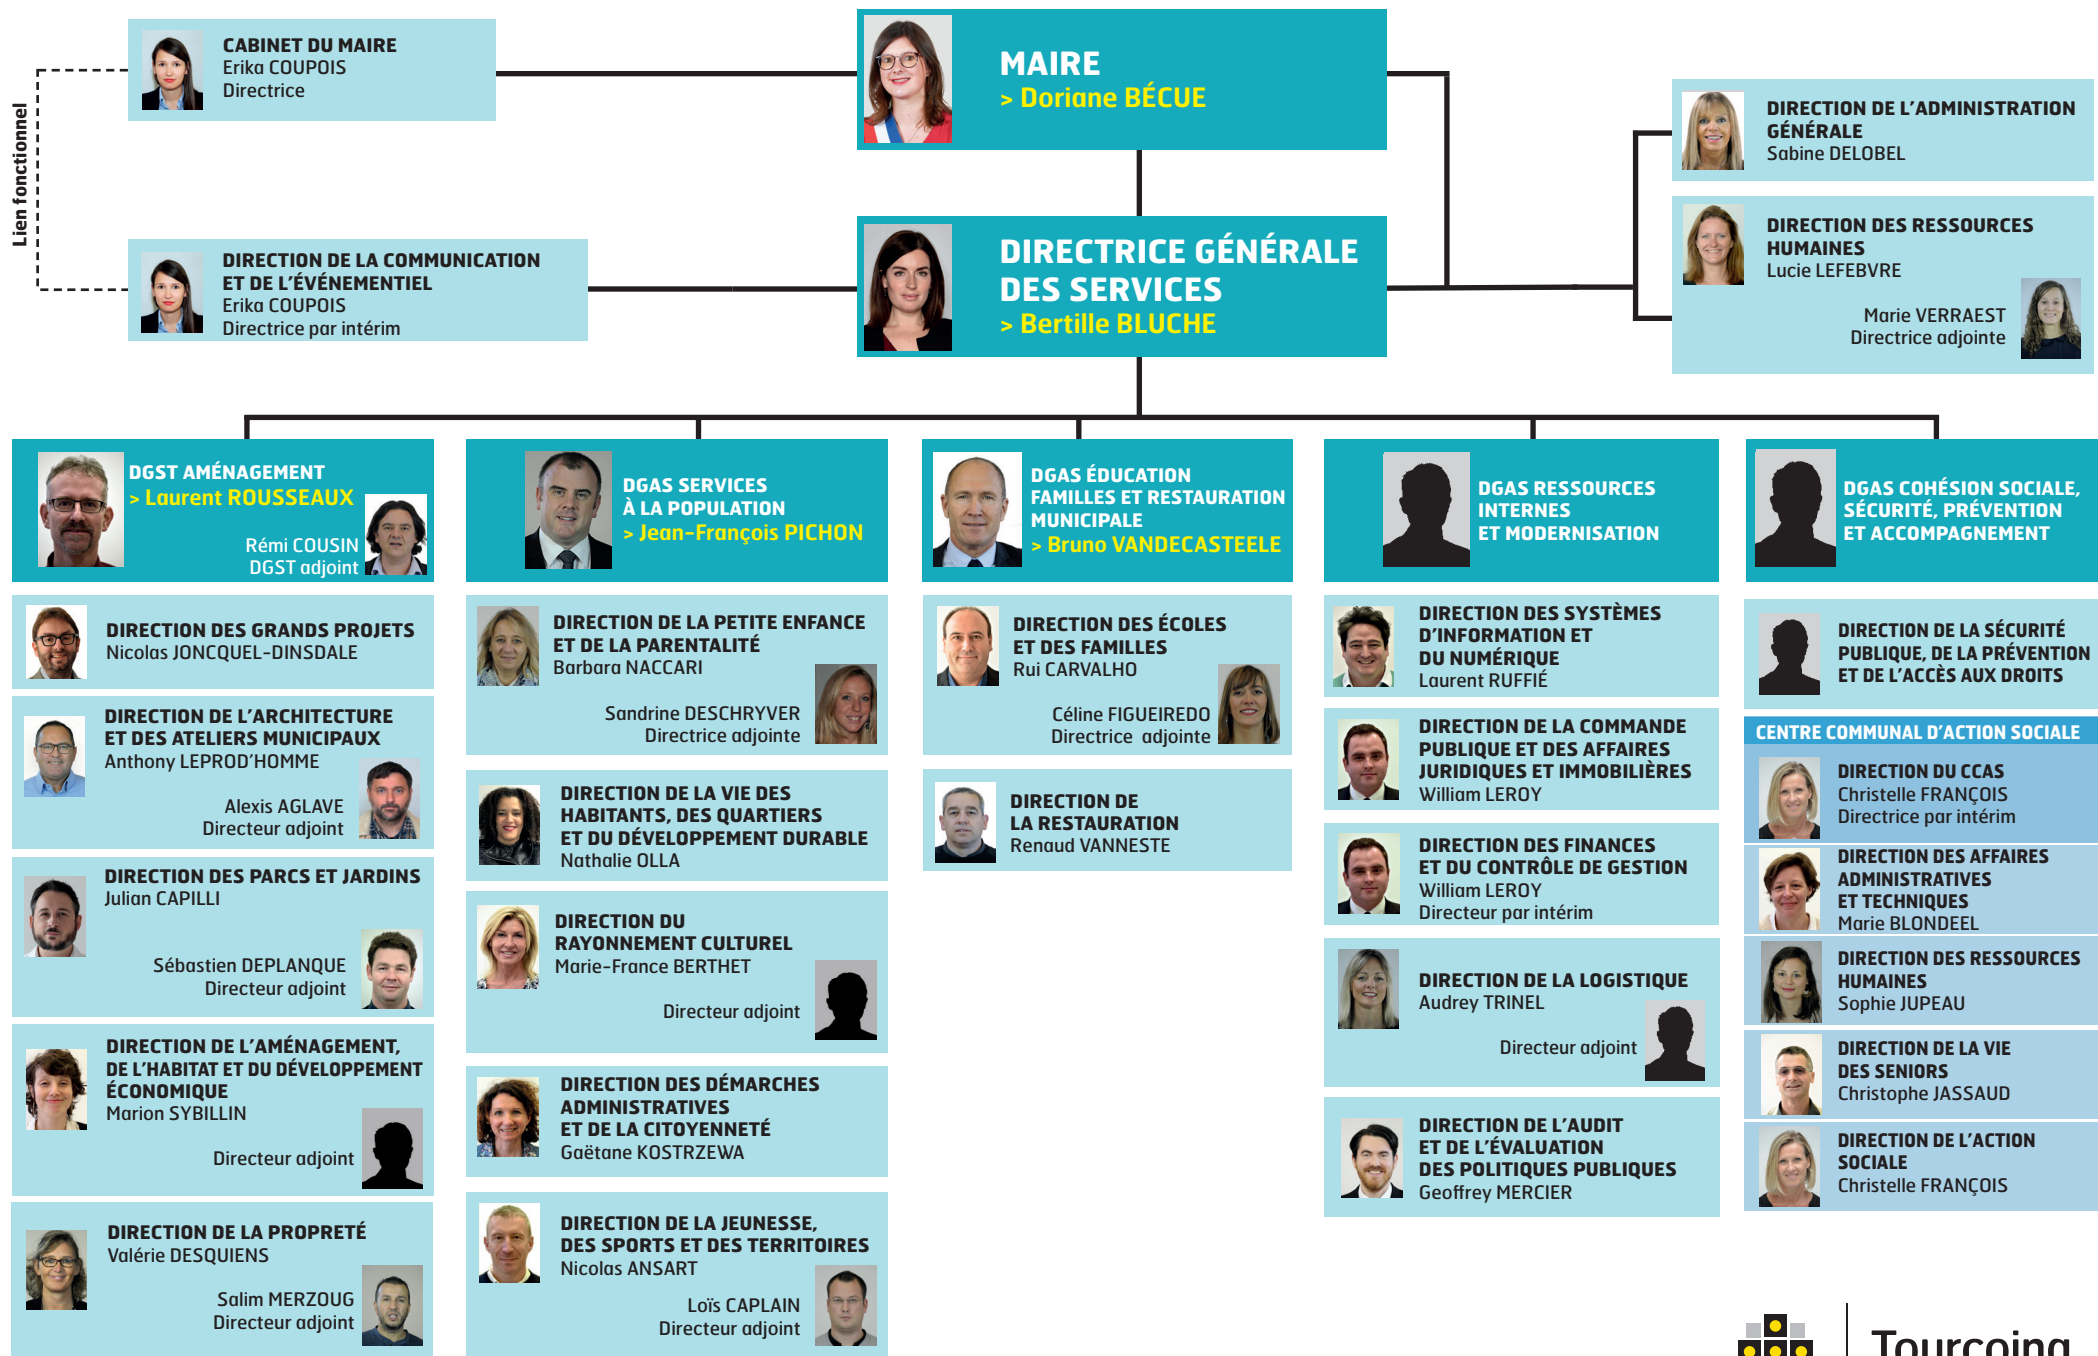 CABINET DU MAIRE
Erika COUPOIS
Directrice
MAIRE
> Doriane BÉCUE
Lien fonctionnel
DIRECTION DE L'ADMINISTRATION
GÉNÉRALE
Sabine DELOBEL
DIRECTION DE LA COMMUNICATION
ET DE L'ÉVÉNEMENTIEL
Erika COUPOIS
Directrice par intérim
DIRECTRICE GÉNÉRALE
DES SERVICES
> Bertille BLUCHE
DIRECTION DES RESSOURCES
HUMAINES
Lucie LEFEBVRE
Marie VERRAEST
Directrice adjointe
DGST AMÉNAGEMENT
> Laurent ROUSSEAUX
Rémi COUSIN
DGST adjoint
DIRECTION DES GRANDS PROJETS
Nicolas JONCQUEL-DINSDALE
DIRECTION DE L'ARCHITECTURE
ET DES ATELIERS MUNICIPAUX
Anthony LEPROD'HOMME
Alexis AGLAVE
Directeur adjoint
DIRECTION DES PARCS ET JARDINS
Julian CAPILLI
Sébastien DEPLANQUE
Directeur adjoint
DIRECTION DE L'AMÉNAGEMENT,
DE L'HABITAT ET DU DÉVELOPPEMENT
ÉCONOMIQUE
Marion SYBILLIN
Directeur adjoint
DIRECTION DE LA PROPRETÉ
Valérie DESQUIENS
Salim MERZOUG
Directeur adjoint
DGAS SERVICES
À LA POPULATION
> Jean-François PICHON
DIRECTION DE LA PETITE ENFANCE
ET DE LA PARENTALITÉ
Barbara NACCARI
Sandrine DESCHRYVER
Directrice adjointe
DIRECTION DE LA VIE DES
HABITANTS, DES QUARTIERS
ET DU DÉVELOPPEMENT DURABLE
Nathalie OLLA
DIRECTION DU
RAYONNEMENT CULTUREL
Marie-France BERTHET
Directeur adjoint
DIRECTION DES DÉMARCHES
ADMINISTRATIVES
ET DE LA CITOYENNETÉ
Gaëtane KOSTRZEWA
DIRECTION DE LA JEUNESSE,
DES SPORTS ET DES TERRITOIRES
Nicolas ANSART
Loïs CAPLAIN
Directeur adjoint
DGAS ÉDUCATION
FAMILLES ET RESTAURATION
MUNICIPALE
> Bruno VANDECASTEELE
DIRECTION DES ÉCOLES
ET DES FAMILLES
Rui CARVALHO
Céline FIGUEIREDO
Directrice adjointe
DIRECTION DE
LA RESTAURATION
Renaud VANNESTE
DGAS RESSOURCES
INTERNES
ET MODERNISATION
DIRECTION DES SYSTÈMES
D'INFORMATION ET
DU NUMÉRIQUE
Laurent RUFFIÉ
DIRECTION DE LA COMMANDE
PUBLIQUE ET DES AFFAIRES
JURIDIQUES ET IMMOBILIÈRES
William LEROY
DIRECTION DES FINANCES
ET DU CONTRÔLE DE GESTION
William LEROY
Directeur par intérim
DIRECTION DE LA LOGISTIQUE
Audrey TRINEL
Directeur adjoint
DIRECTION DE L'AUDIT
ET DE L'ÉVALUATION
DES POLITIQUES PUBLIQUES
Geoffrey MERCIER
DGAS COHÉSION SOCIALE,
SÉCURITÉ, PRÉVENTION
ET ACCOMPAGNEMENT
DIRECTION DE LA SÉCURITÉ
PUBLIQUE, DE LA PRÉVENTION
ET DE L'ACCÈS AUX DROITS
CENTRE COMMUNAL D'ACTION SOCIALE
DIRECTION DU CCAS
Christelle FRANÇOIS
Directrice par intérim
DIRECTION DES AFFAIRES
ADMINISTRATIVES
ET TECHNIQUES
Marie BLONDEEL
DIRECTION DES RESSOURCES
HUMAINES
Sophie JUPEAU
DIRECTION DE LA VIE
DES SENIORS
Christophe JASSAUD
DIRECTION DE L'ACTION
SOCIALE
Christelle FRANÇOIS
Tourcoing